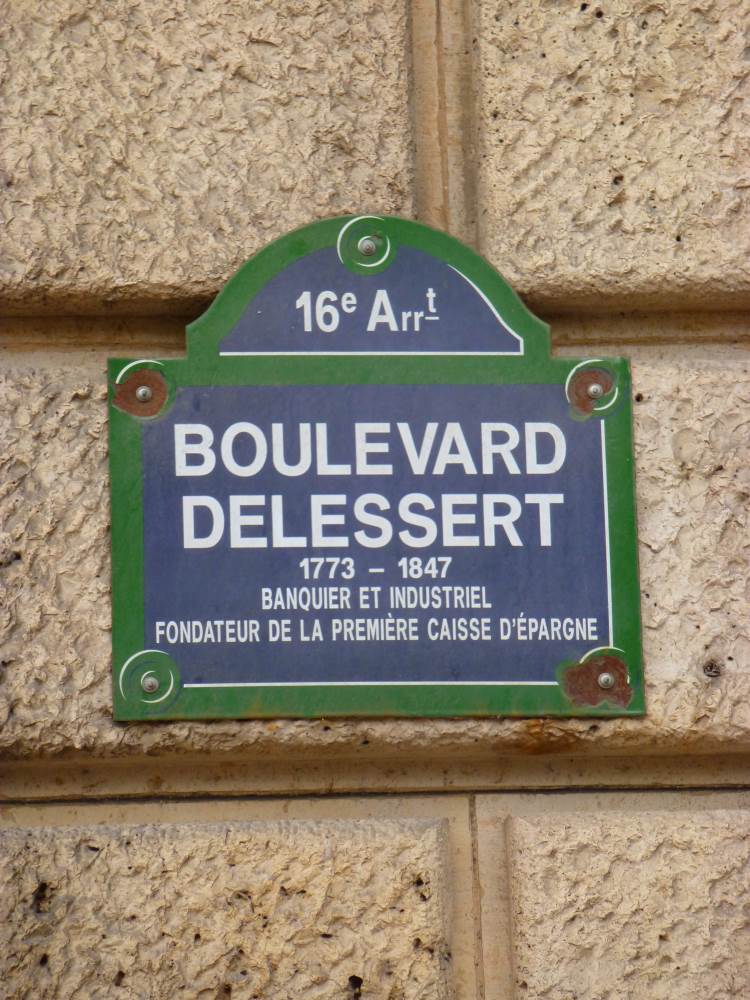 16e Arrt
BOULEVARD
DELESSERT
1773 – 1847
BANQUIER ET INDUSTRIEL
FONDATEUR DE LA PREMIÈRE CAISSE D'ÉPARGNE